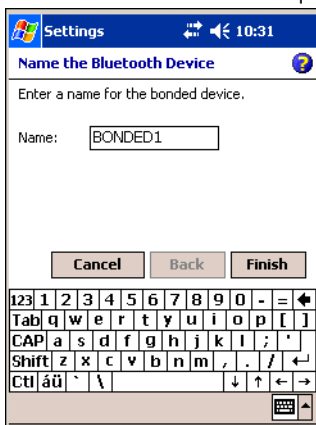 Settings 10:31
Name the Bluetooth Device ?
Enter a name for the bonded device.
Name: BONDED1
Cancel Back Finish
123 1 2 3 4 5 6 7 8 9 0 - =
Tab q w e r t y u i o p [ ]
CAP a s d f g h j k l ; '
Shift z x c v b n m , . /
Ctl áü ` \ ↓ ↑ ← →